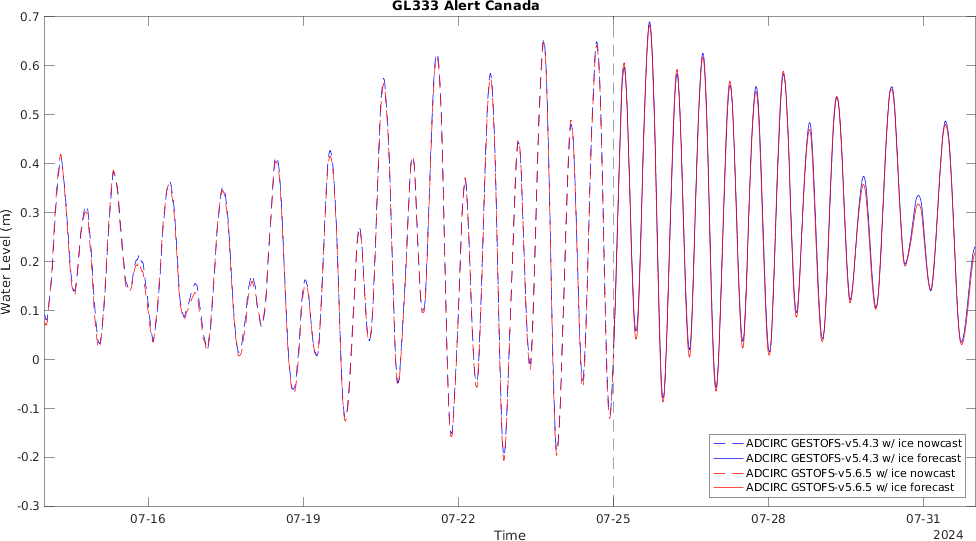 GL333 Alert Canada
0.7
0.6
0.5
0.4
0.3
0.2
0.1
0
-0.1
-0.2
-0.3
Water Level (m)
ADCIRC GESTOFS-v5.4.3 w/ ice nowcast
ADCIRC GESTOFS-v5.4.3 w/ ice forecast
ADCIRC GSTOFS-v5.6.5 w/ ice nowcast
ADCIRC GSTOFS-v5.6.5 w/ ice forecast
07-16 07-19 07-22 07-25 07-28 07-31
Time 2024